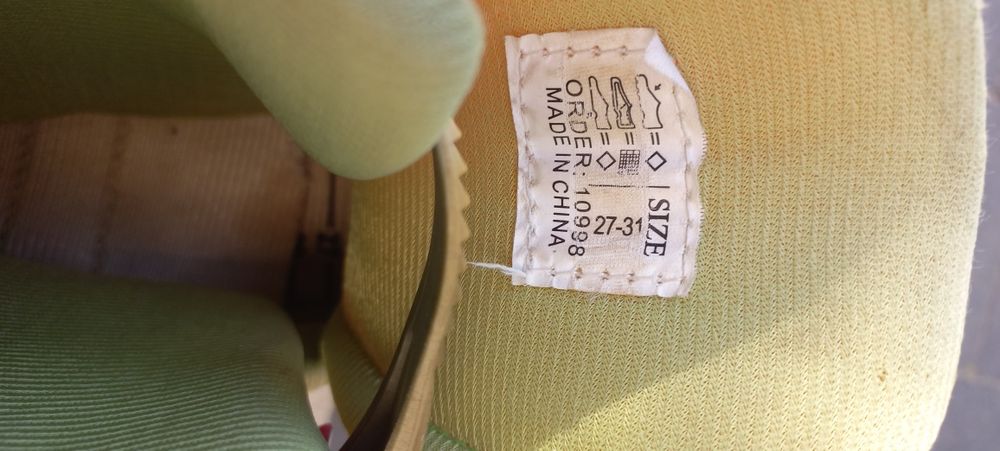 SIZE
27-31
ORDER: 10998
MADE IN CHINA.